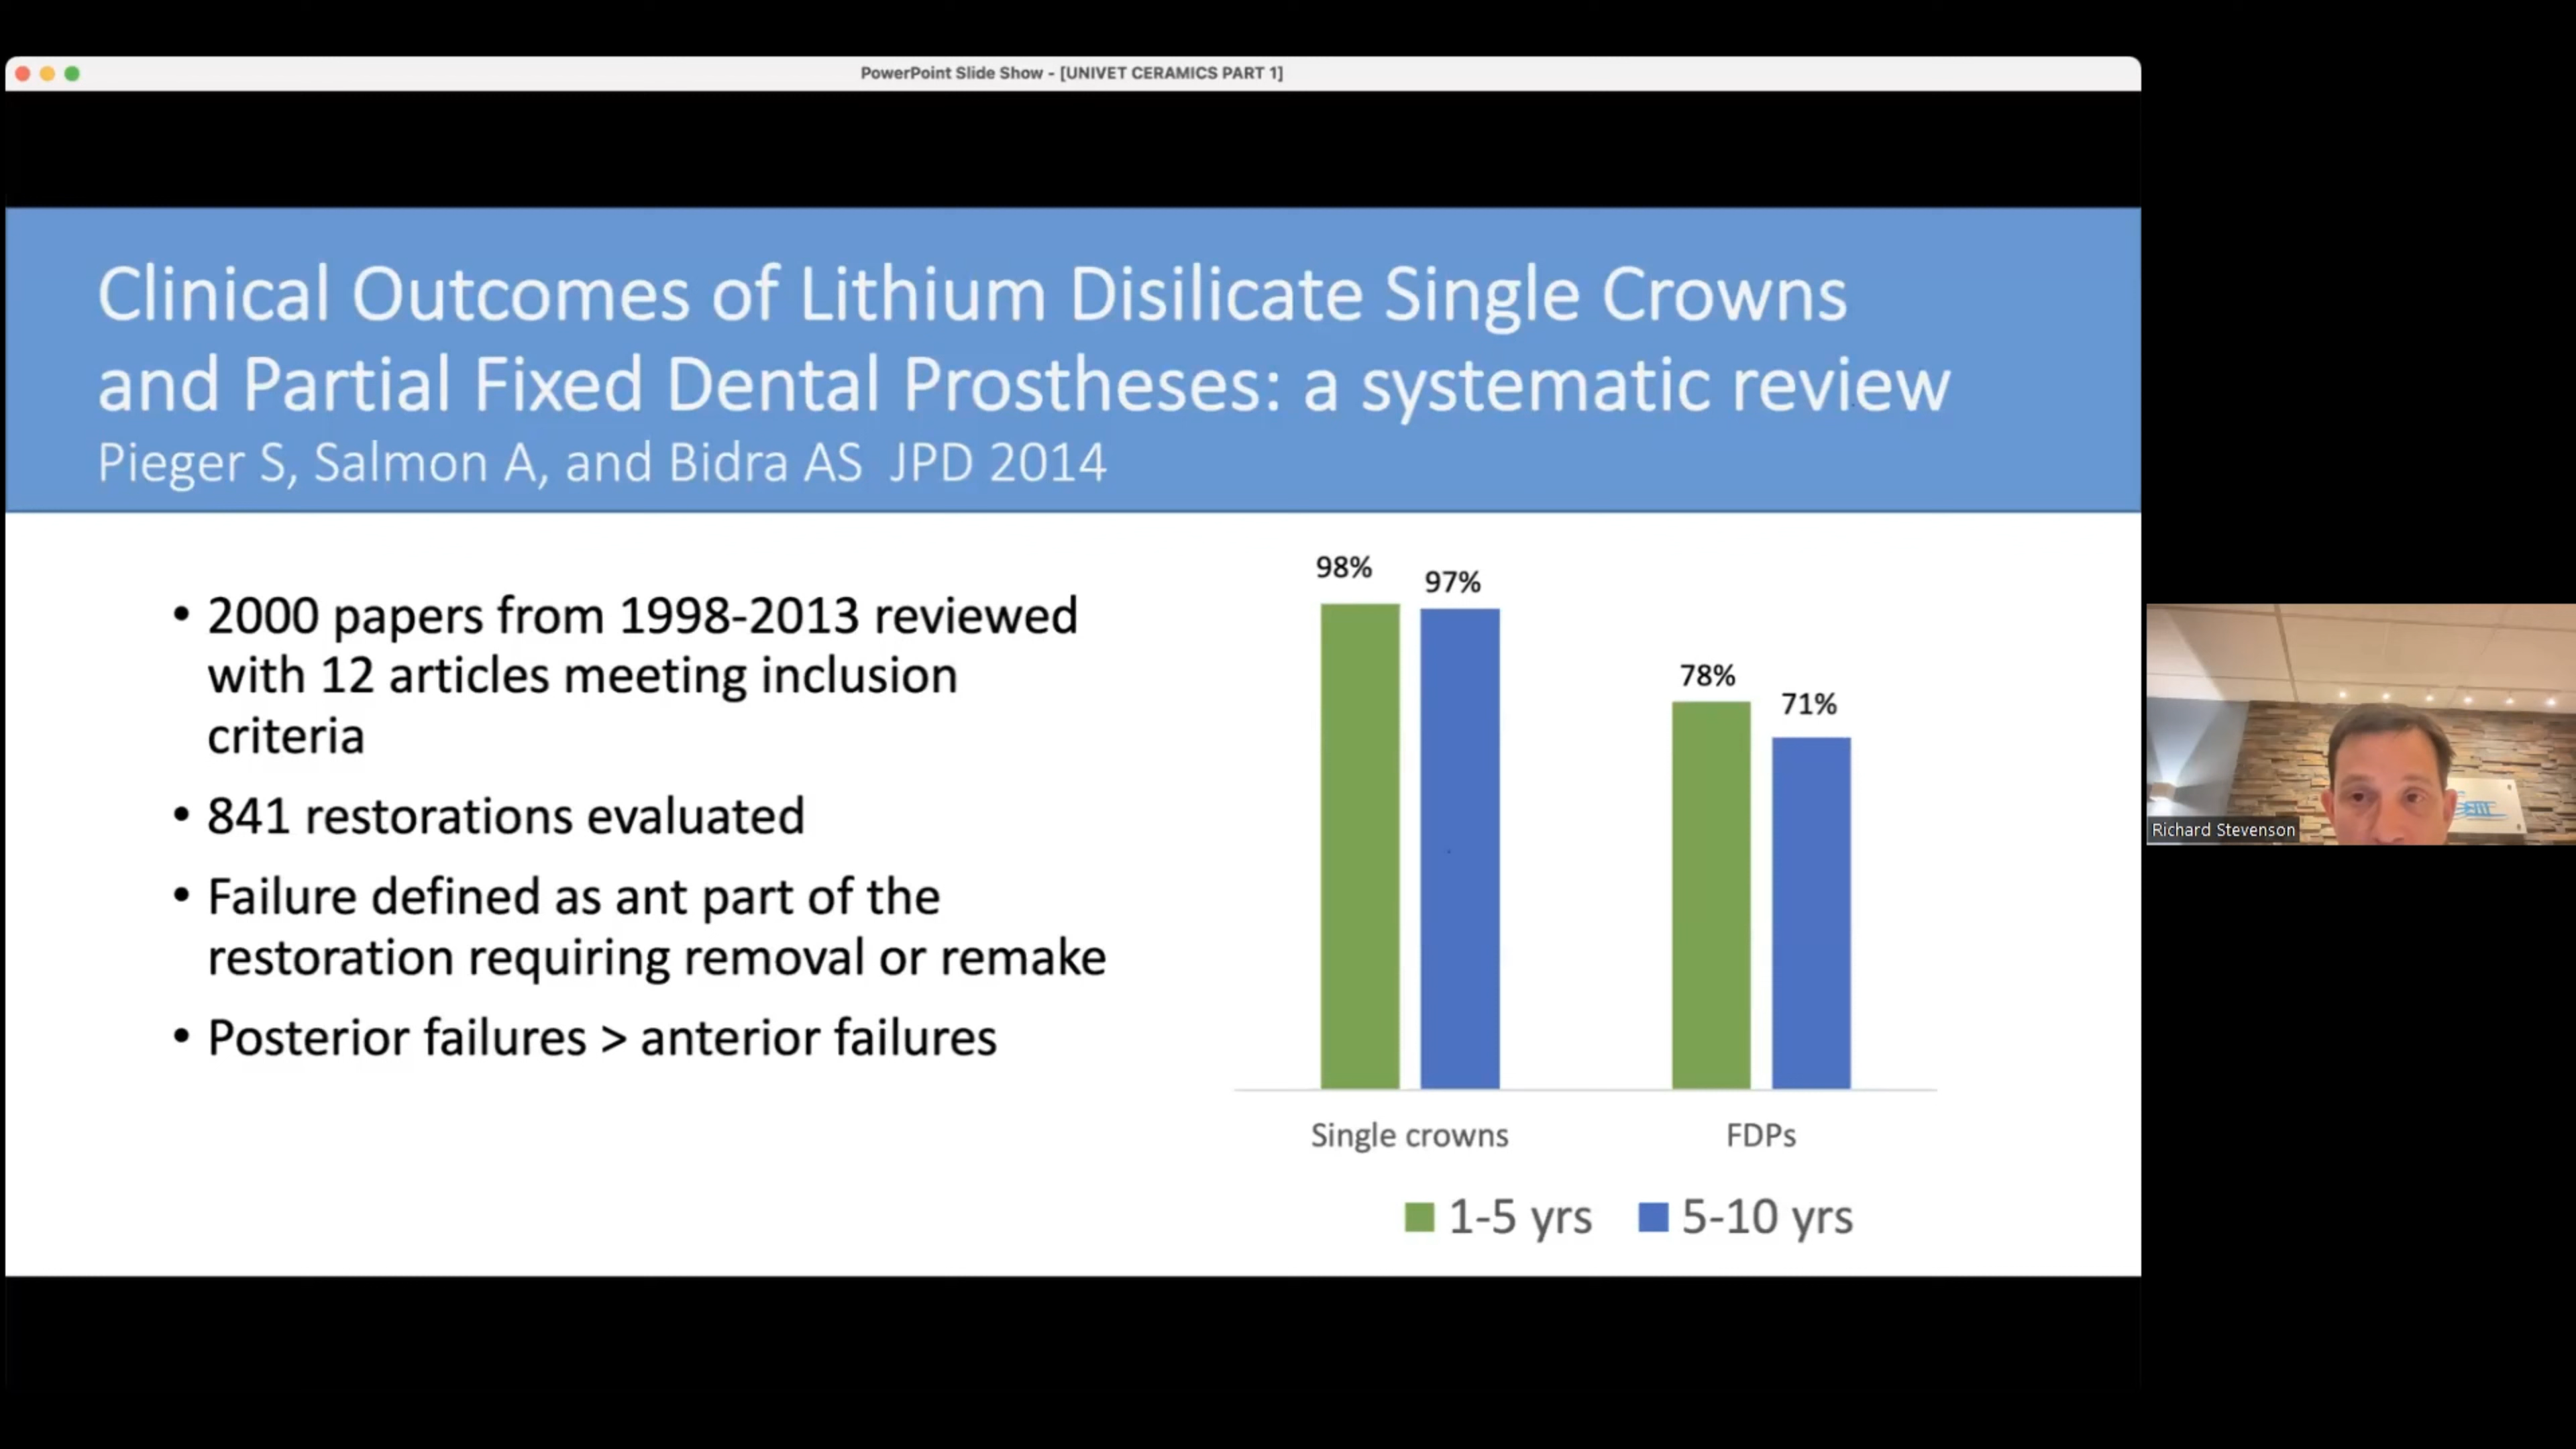 PowerPoint Slide Show - [UNIVET CERAMICS PART 1]
Clinical Outcomes of Lithium Disilicate Single Crowns
and Partial Fixed Dental Prostheses: a systematic review
Pieger S, Salmon A, and Bidra AS JPD 2014
• 2000 papers from 1998-2013 reviewed
with 12 articles meeting inclusion
criteria
• 841 restorations evaluated
• Failure defined as ant part of the
restoration requiring removal or remake
• Posterior failures > anterior failures
98%
97%
78%
71%
Single crowns
FDPs
1-5 yrs
5-10 yrs
Richard Stevenson